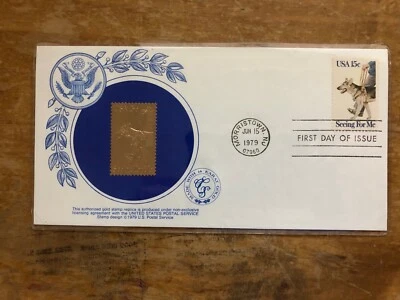 USA 15c
Seeing For Me
MORRISTOWN, NJ
JUN 15
1979
07960
FIRST DAY OF ISSUE
This authorized gold stamp replica is produced under non-exclusive
licensing agreement with the UNITED STATES POSTAL SERVICE
Stamp design © 1979 U.S. Postal Service